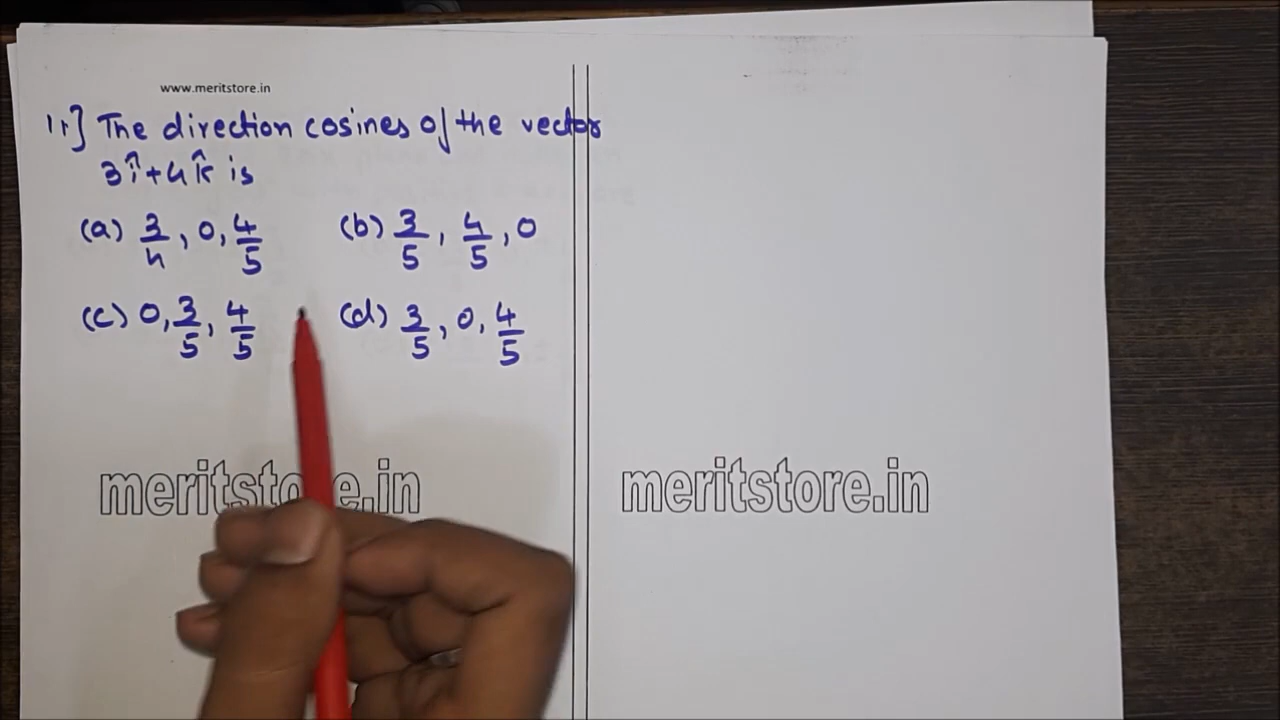 www.meritstore.in
11] The direction cosines of the vector
3î+4k̂ is
(a) 3/4, 0, 4/5 (b) 3/5, 4/5, 0
(c) 0, 3/5, 4/5 (d) 3/5, 0, 4/5
meritstore.in meritstore.in